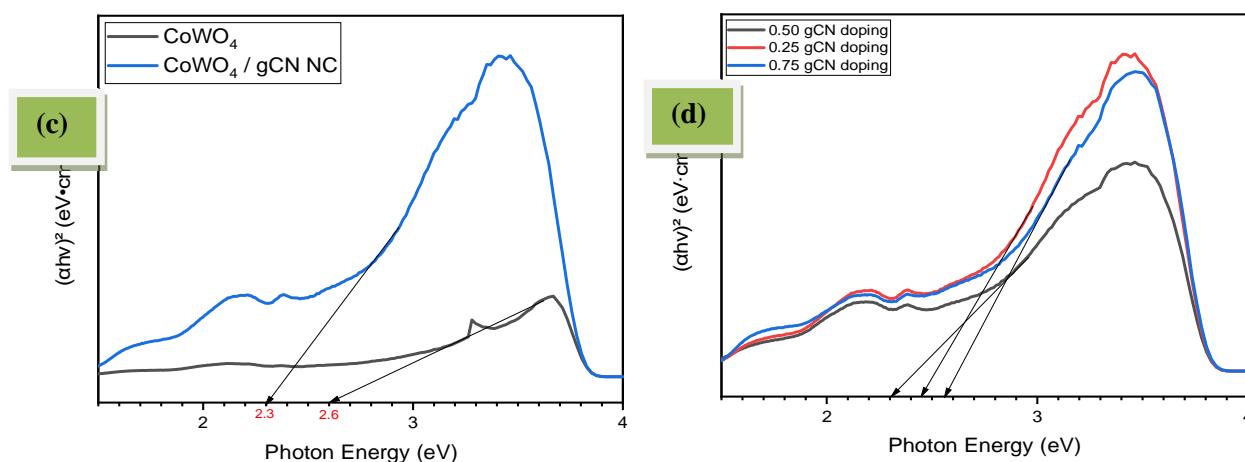 CoWO₄
CoWO₄ / gCN NC
(c)
(αhν)² (eV•cm
2.3
2.6
2
3
4
Photon Energy (eV)
0.50 gCN doping
0.25 gCN doping
0.75 gCN doping
(d)
(αhν)² (eV·cm
2
3
4
Photon Energy (eV)